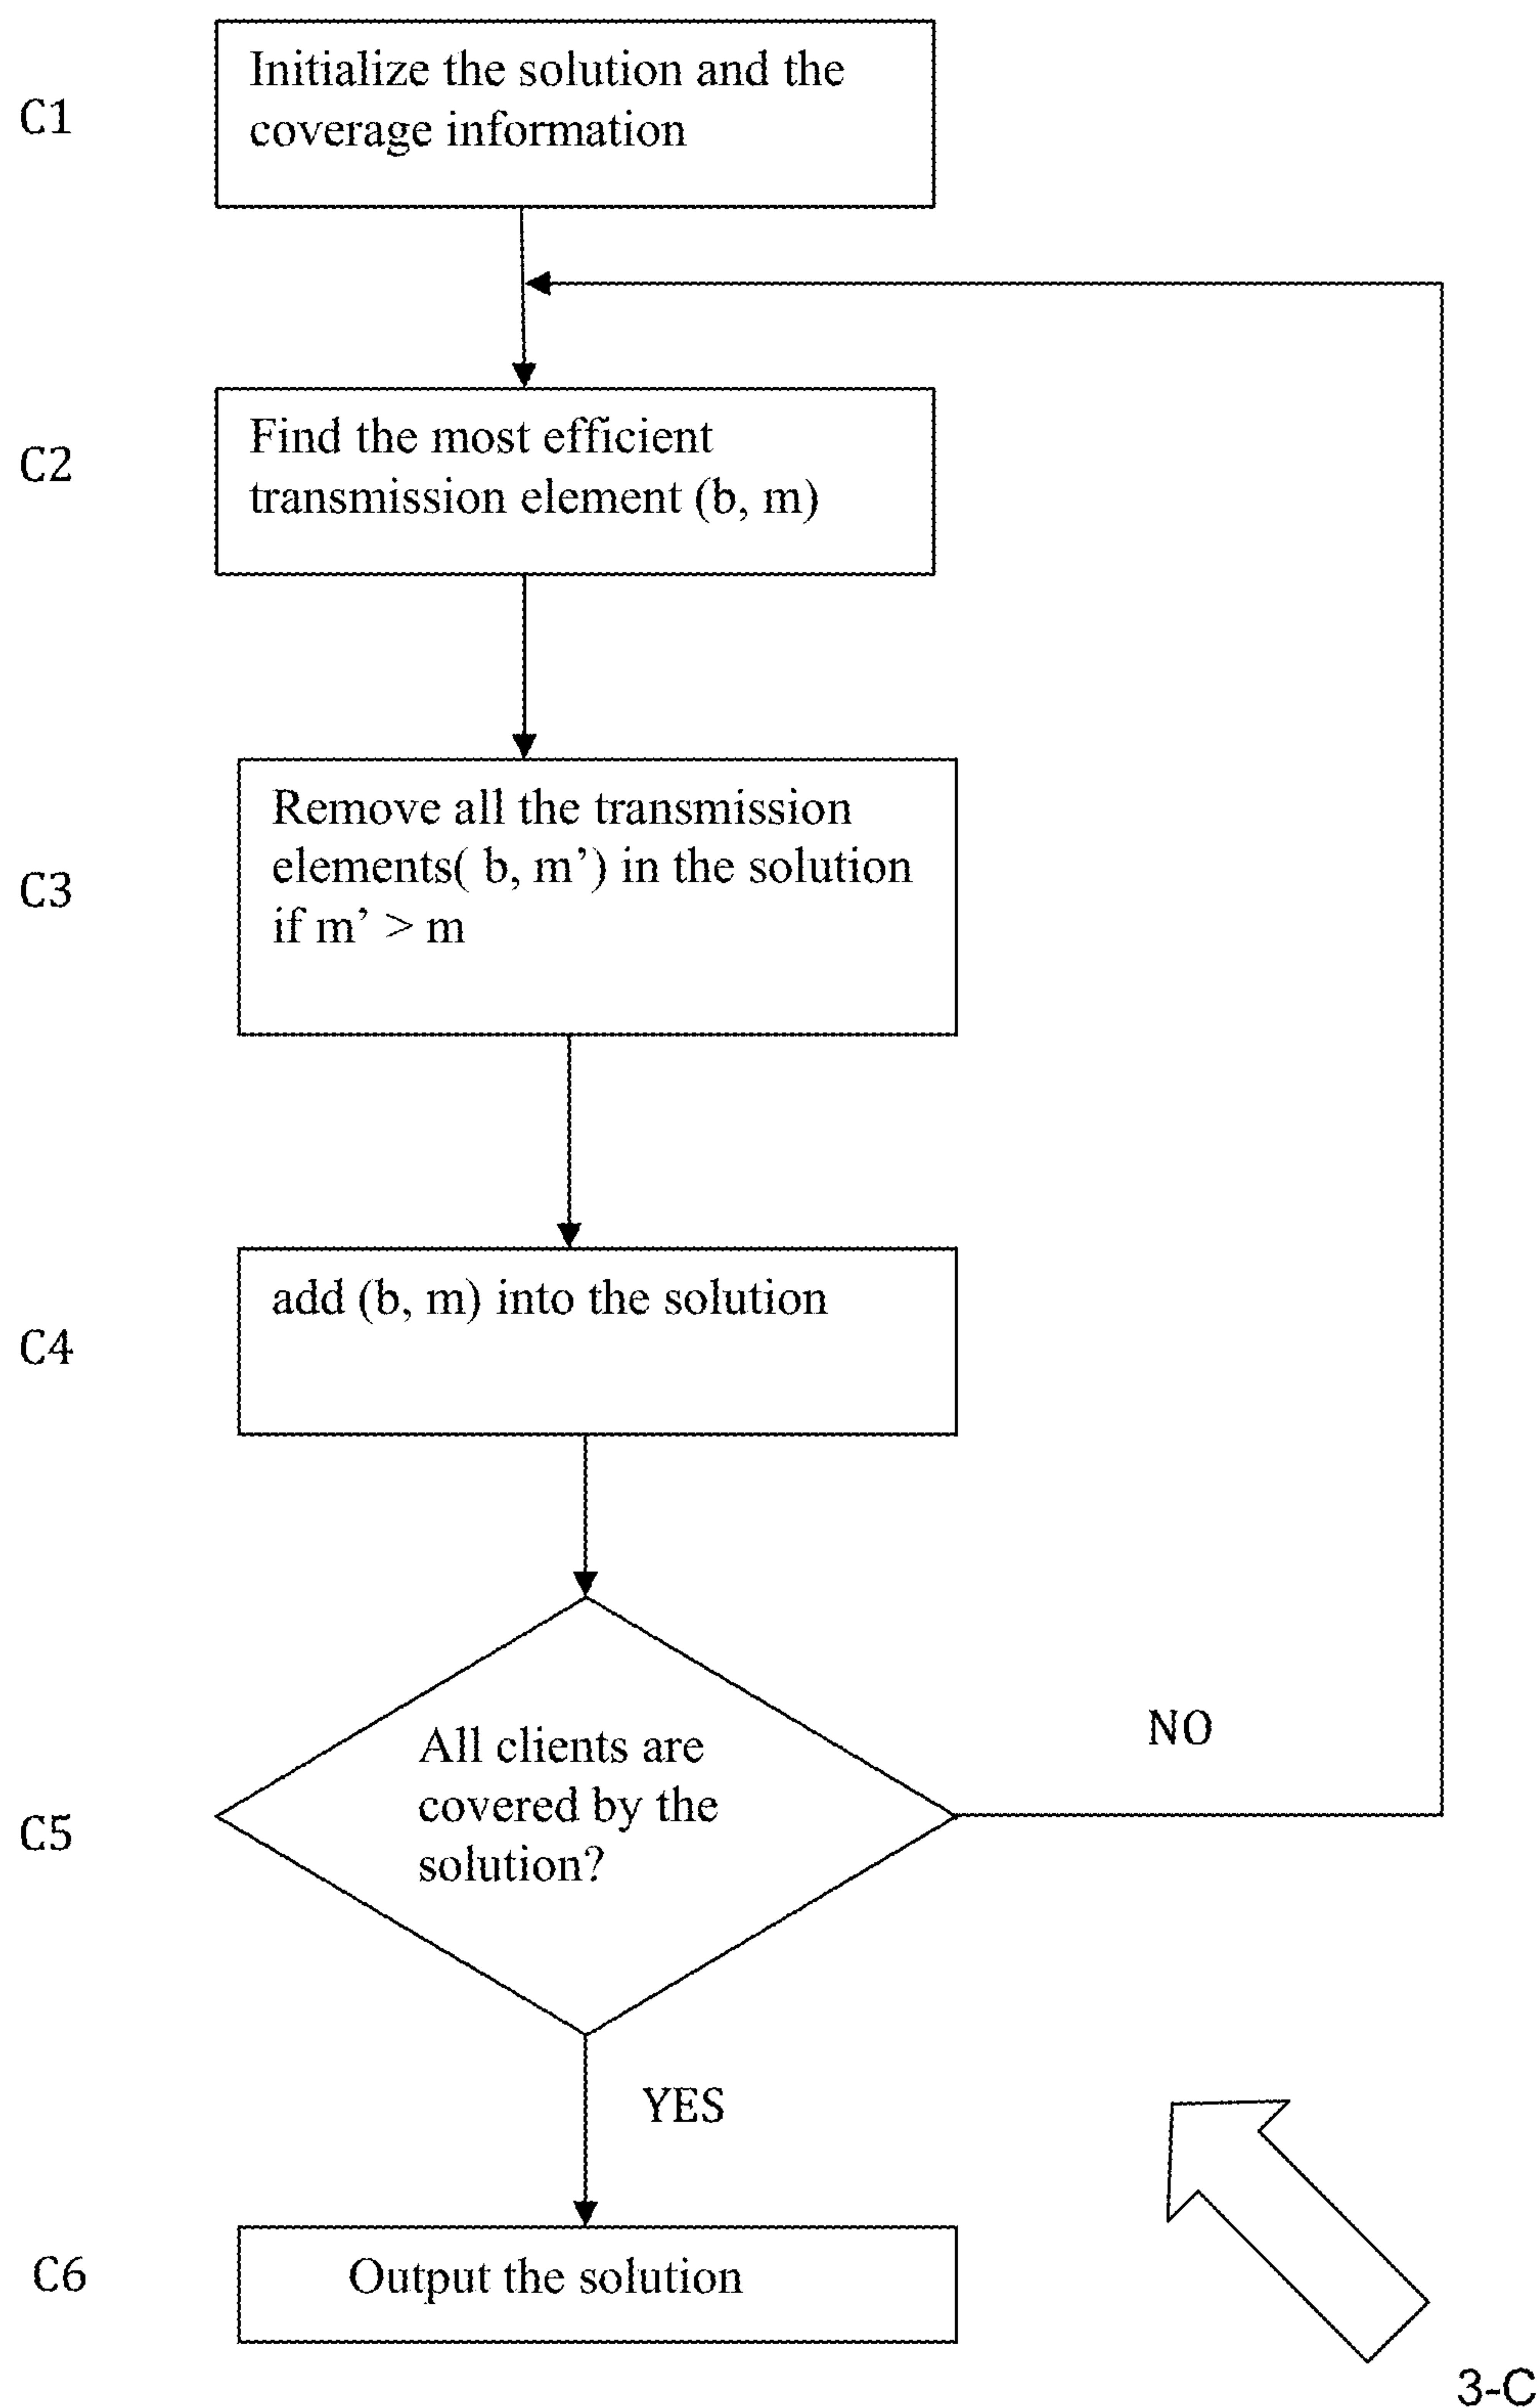 C1
Initialize the solution and the
coverage information
C2
Find the most efficient
transmission element (b, m)
C3
Remove all the transmission
elements( b, m’) in the solution
if m’ > m
C4
add (b, m) into the solution
C5
All clients are
covered by the
solution?
NO
YES
C6
Output the solution
3-C